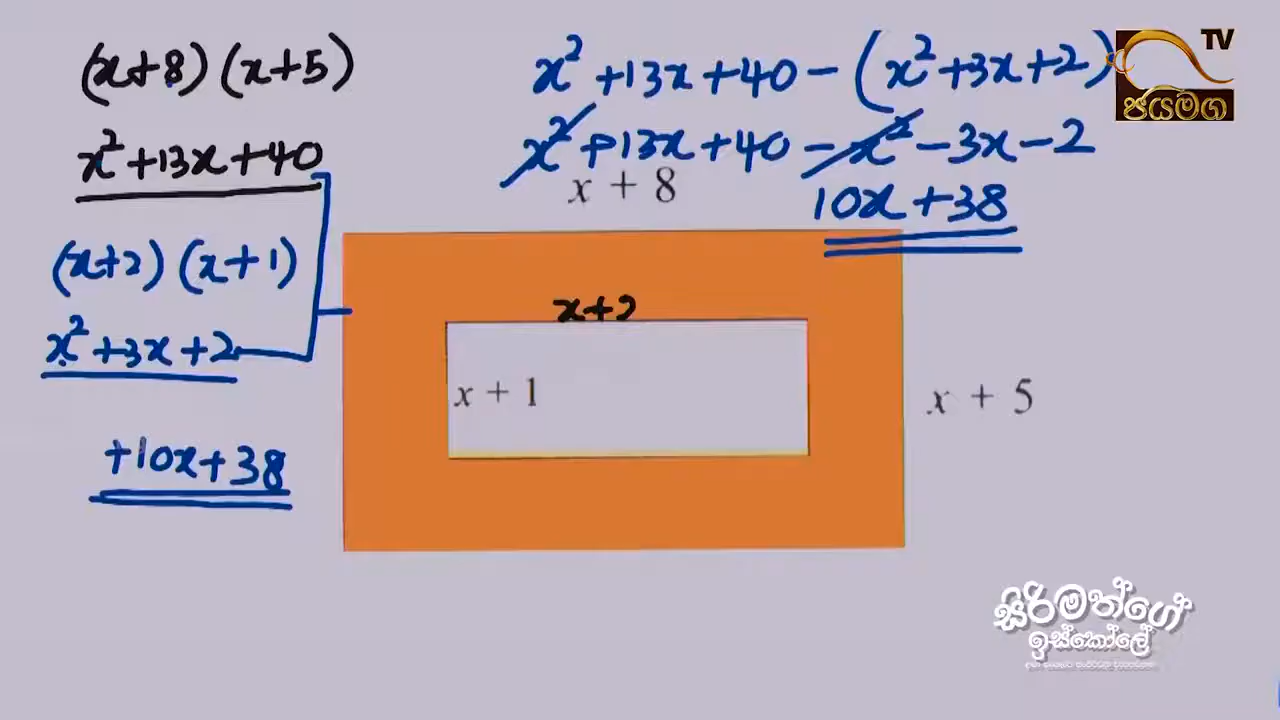 (x+8)(x+5)
x²+13x+40
(x+2)(x+1)
x²+3x+2
+10x+38
x²+13x+40-(x²+3x+2)
x²+13x+40-x²-3x-2
10x+38
x + 8
x+2
x + 1
x + 5
TV
ජයමග
සිරිමත්ගේ
ඉස්කෝලේ